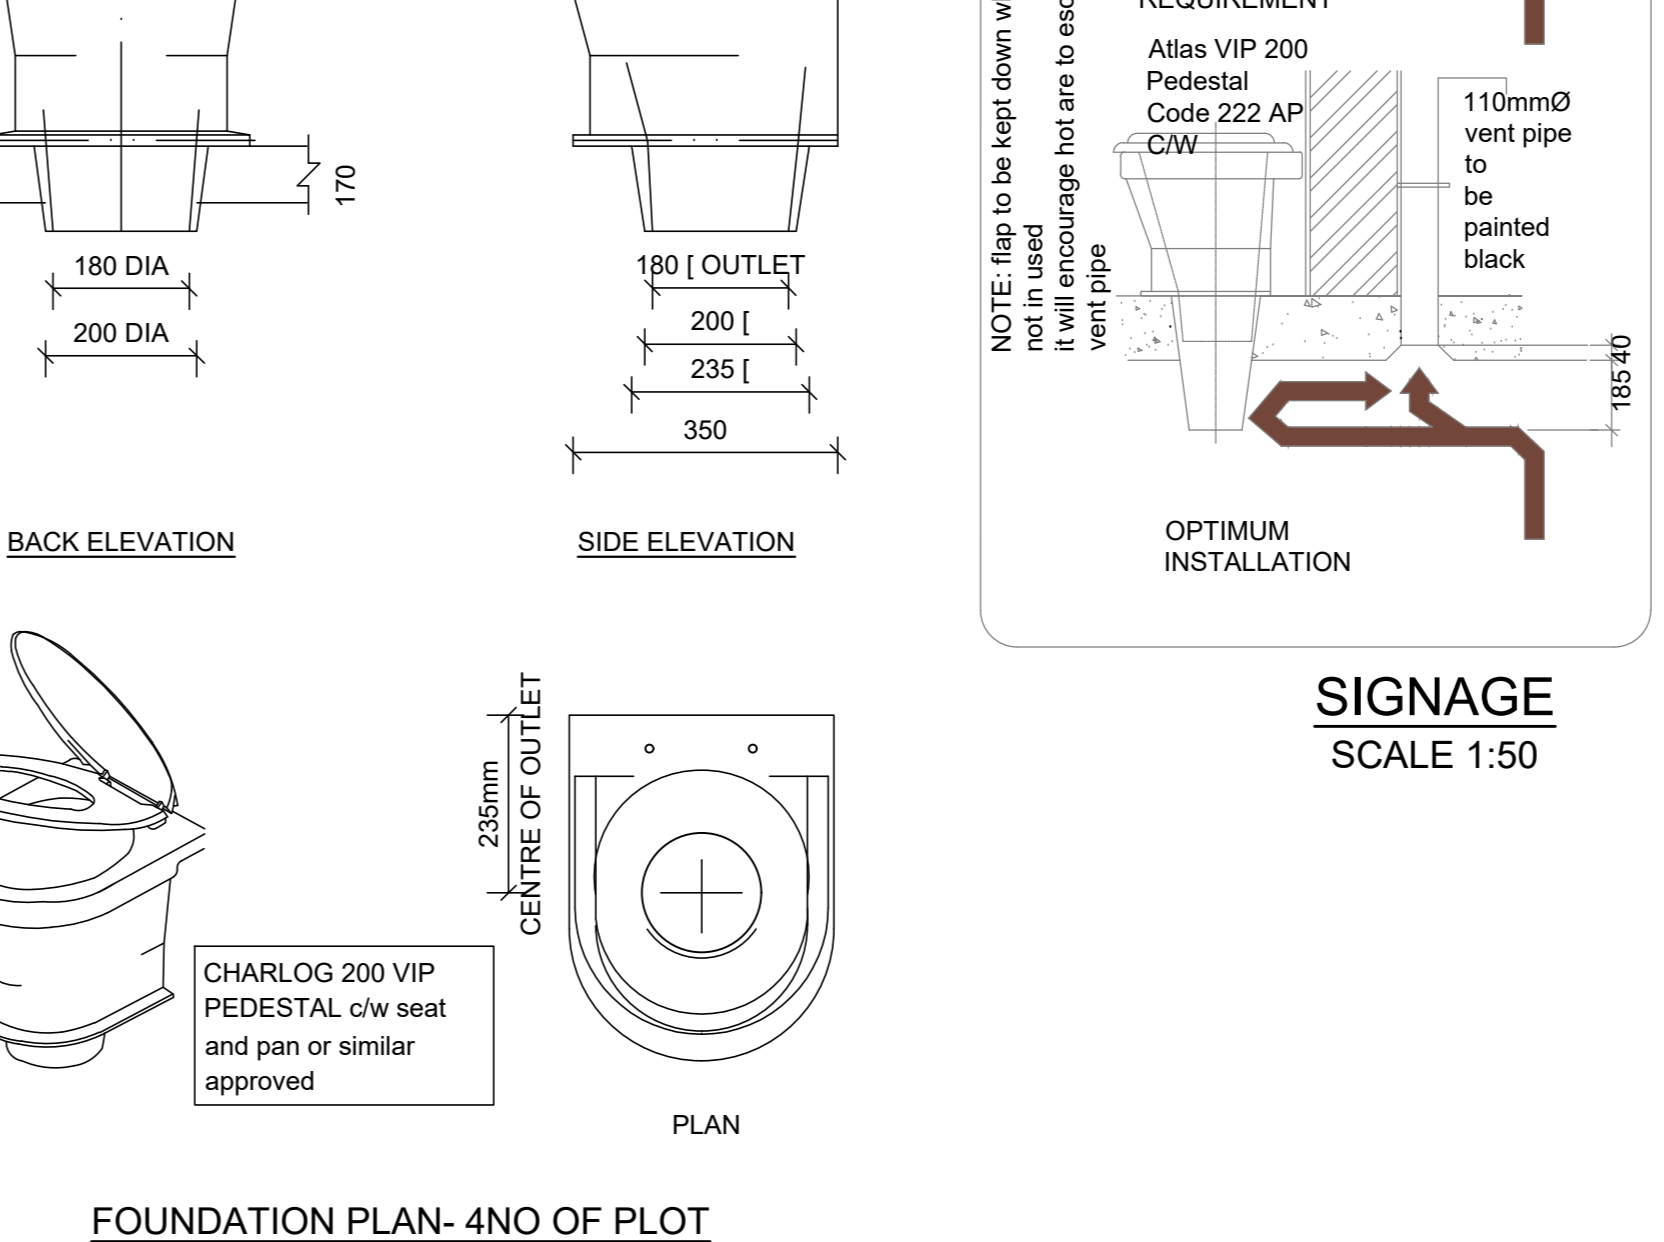 170
180 DIA
200 DIA
BACK ELEVATION
180 [ OUTLET
200 [
235 [
350
SIDE ELEVATION
NOTE: flap to be kept down
not in used
it will encourage hot are to
vent pipe
REQUIREMENT
Atlas VIP 200
Pedestal
Code 222 AP
C/W
110mmØ
vent pipe
to
be
painted
black
40
185
OPTIMUM
INSTALLATION
SIGNAGE
SCALE 1:50
235mm
CENTRE OF OUTLET
CHARLOG 200 VIP
PEDESTAL c/w seat
and pan or similar
approved
PLAN
FOUNDATION PLAN- 4NO OF PLOT